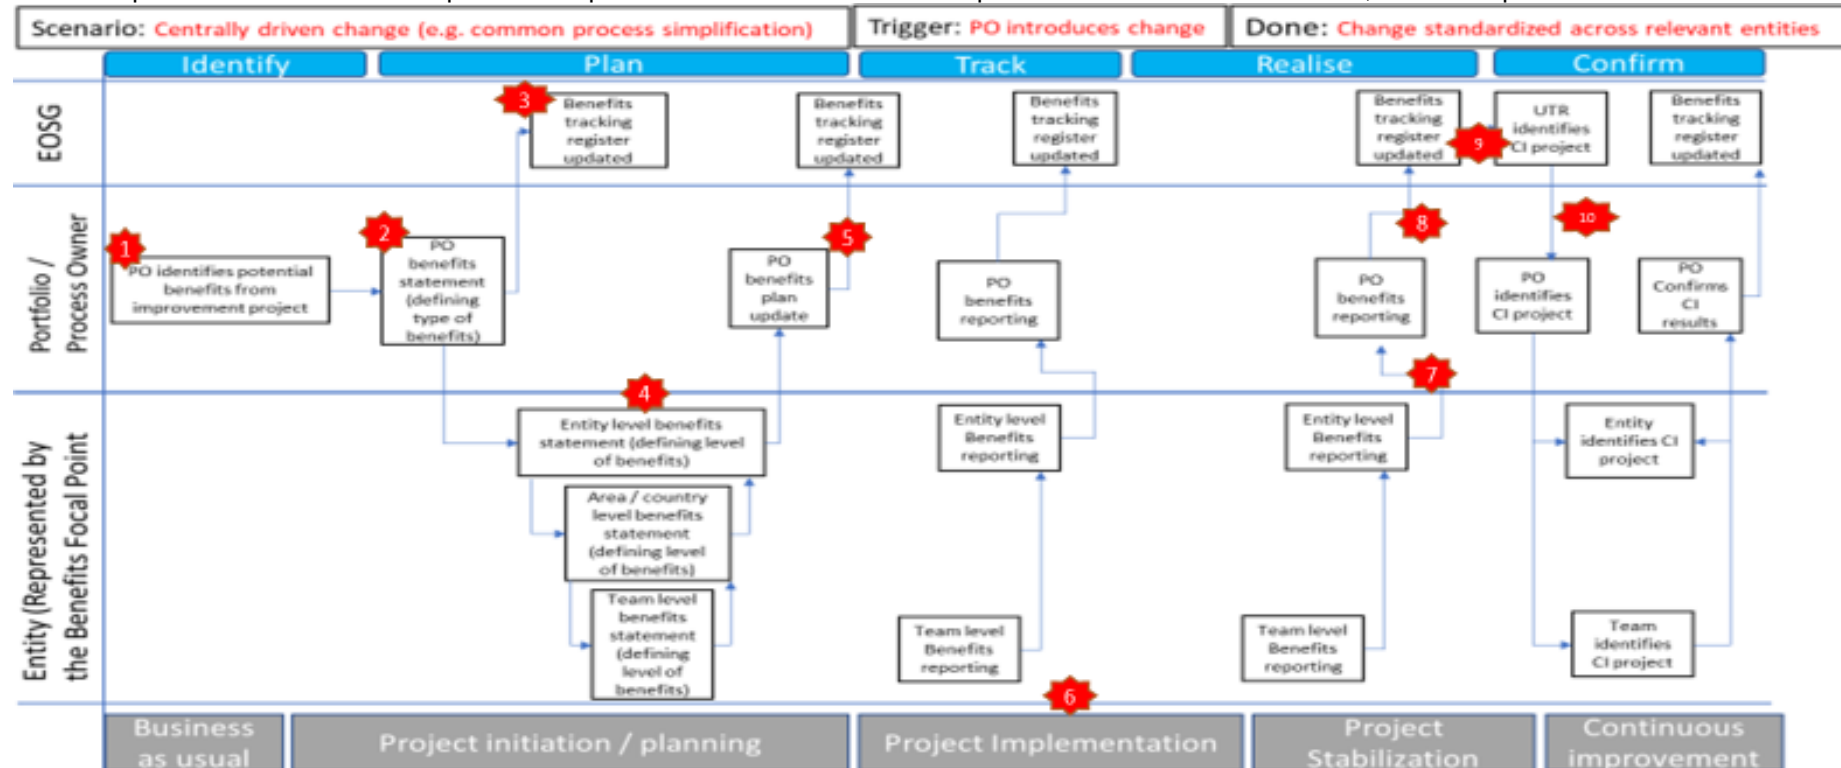 Scenario: Centrally driven change (e.g. common process simplification)
Trigger: PO introduces change
Done: Change standardized across relevant entities
Identify
Plan
Track
Realise
Confirm
EOSG
3
Benefits
tracking
register
updated
Benefits
tracking
register
updated
Benefits
tracking
register
updated
Benefits
tracking
register
updated
9
UTR
identifies
CI project
Benefits
tracking
register
updated
Portfolio /
Process Owner
1
PO identifies potential
benefits from
improvement project
2
PO
benefits
statement
(defining
type of
benefits)
5
PO
benefits
plan
update
PO
benefits
reporting
8
PO
benefits
reporting
10
PO
identifies
CI project
PO
Confirms
CI
results
Entity (Represented by
the Benefits Focal Point
4
Entity level benefits
statement (defining level
of benefits)
Area / country
level benefits
statement
(defining level
of benefits)
Team level
benefits
statement
(defining
level of
benefits)
Entity level
Benefits
reporting
Team level
Benefits
reporting
6
7
Entity level
Benefits
reporting
Team level
Benefits
reporting
Entity
identifies CI
project
Team
identifies
CI project
Business
as usual
Project initiation / planning
Project Implementation
Project
Stabilization
Continuous
improvement